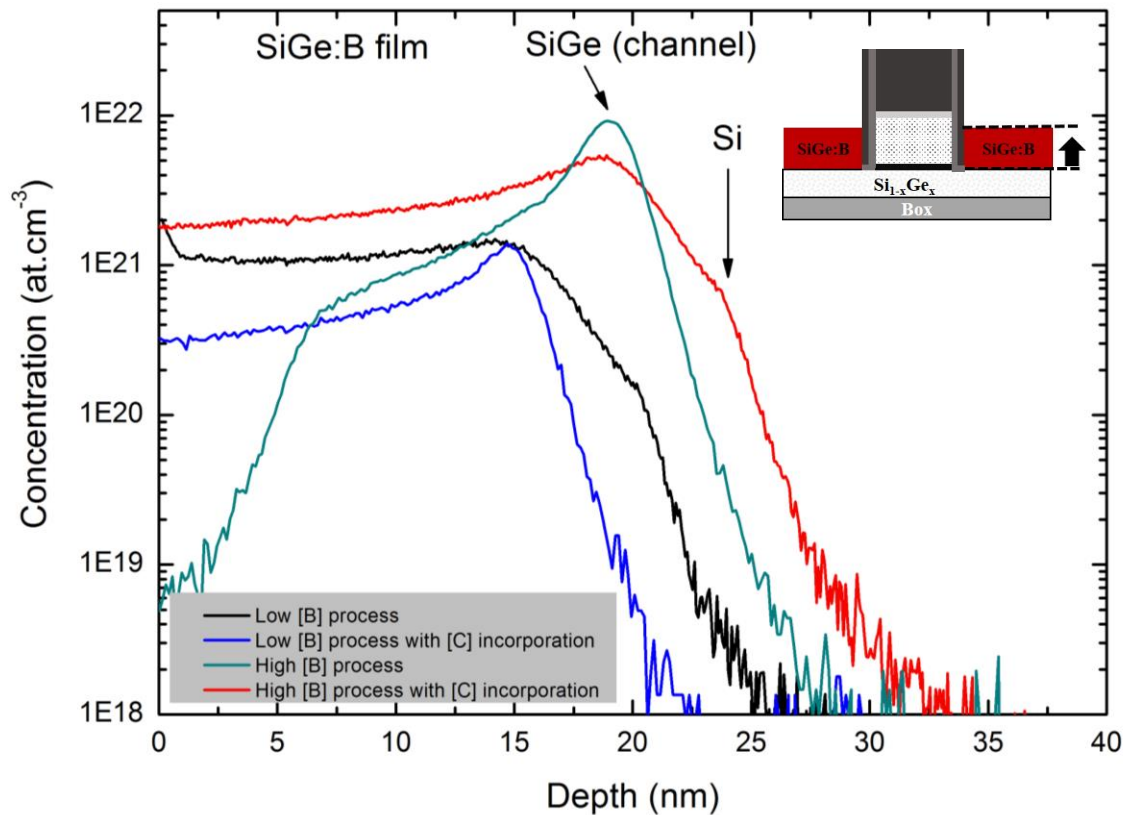 SiGe:B film
SiGe (channel)
Si
SiGe:B
SiGe:B
Si1-xGex
Box
Concentration (at.cm-3)
1E22
1E21
1E20
1E19
1E18
Low [B] process
Low [B] process with [C] incorporation
High [B] process
High [B] process with [C] incorporation
0 5 10 15 20 25 30 35 40
Depth (nm)